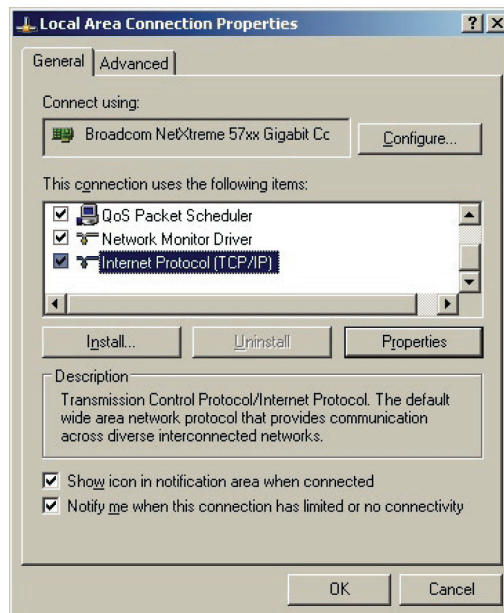 Local Area Connection Properties
General
Advanced
Connect using:
Broadcom NetXtreme 57xx Gigabit Cc
Configure...
This connection uses the following items:
QoS Packet Scheduler
Network Monitor Driver
Internet Protocol (TCP/IP)
Install...
Uninstall
Properties
Description
Transmission Control Protocol/Internet Protocol. The default
wide area network protocol that provides communication
across diverse interconnected networks.
Show icon in notification area when connected
Notify me when this connection has limited or no connectivity
OK
Cancel